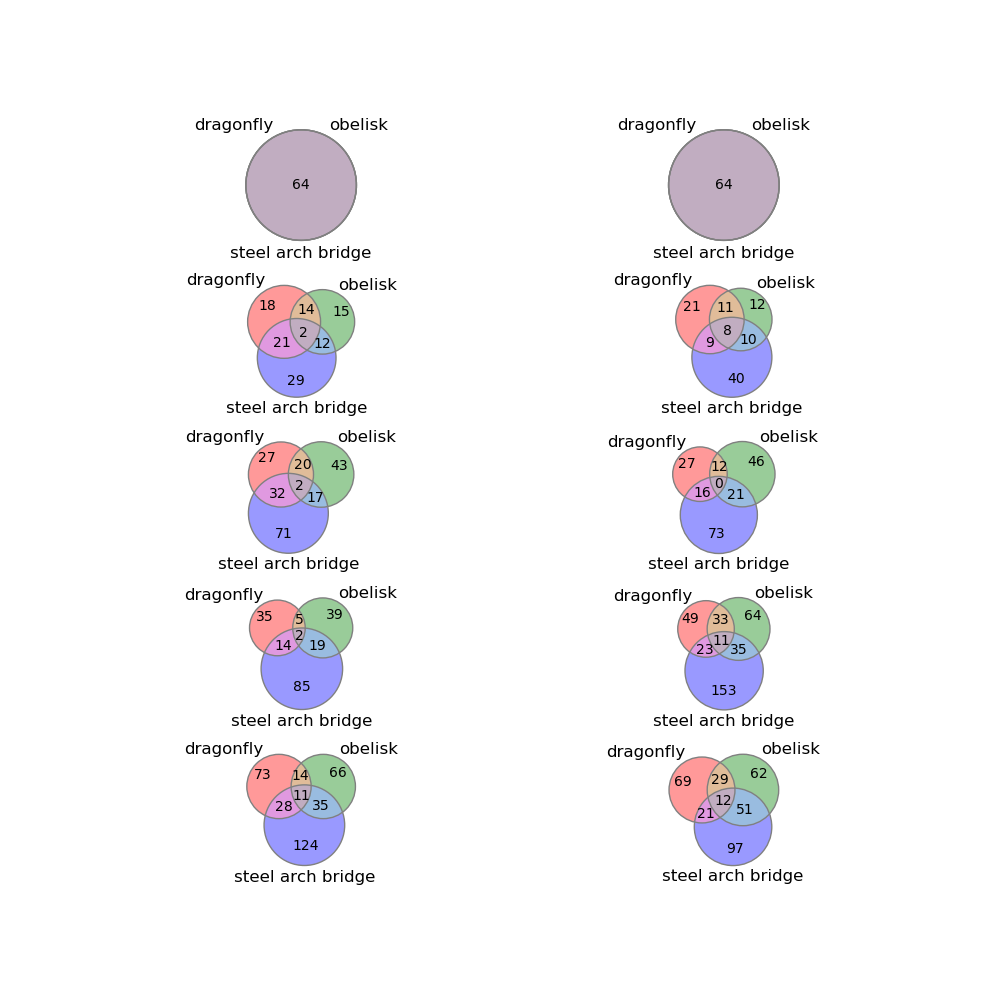 dragonfly obelisk
64
steel arch bridge
dragonfly obelisk
64
steel arch bridge
dragonfly obelisk
18 14 15
2
21 12
29
steel arch bridge
dragonfly obelisk
21 11 12
8
9 10
40
steel arch bridge
dragonfly obelisk
27 20 43
2
32 17
71
steel arch bridge
dragonfly obelisk
27 12 46
0
16 21
73
steel arch bridge
dragonfly obelisk
35 5 39
2
14 19
85
steel arch bridge
dragonfly obelisk
49 33 64
11
23 35
153
steel arch bridge
dragonfly obelisk
73 14 66
11
28 35
124
steel arch bridge
dragonfly obelisk
69 29 62
12
21 51
97
steel arch bridge